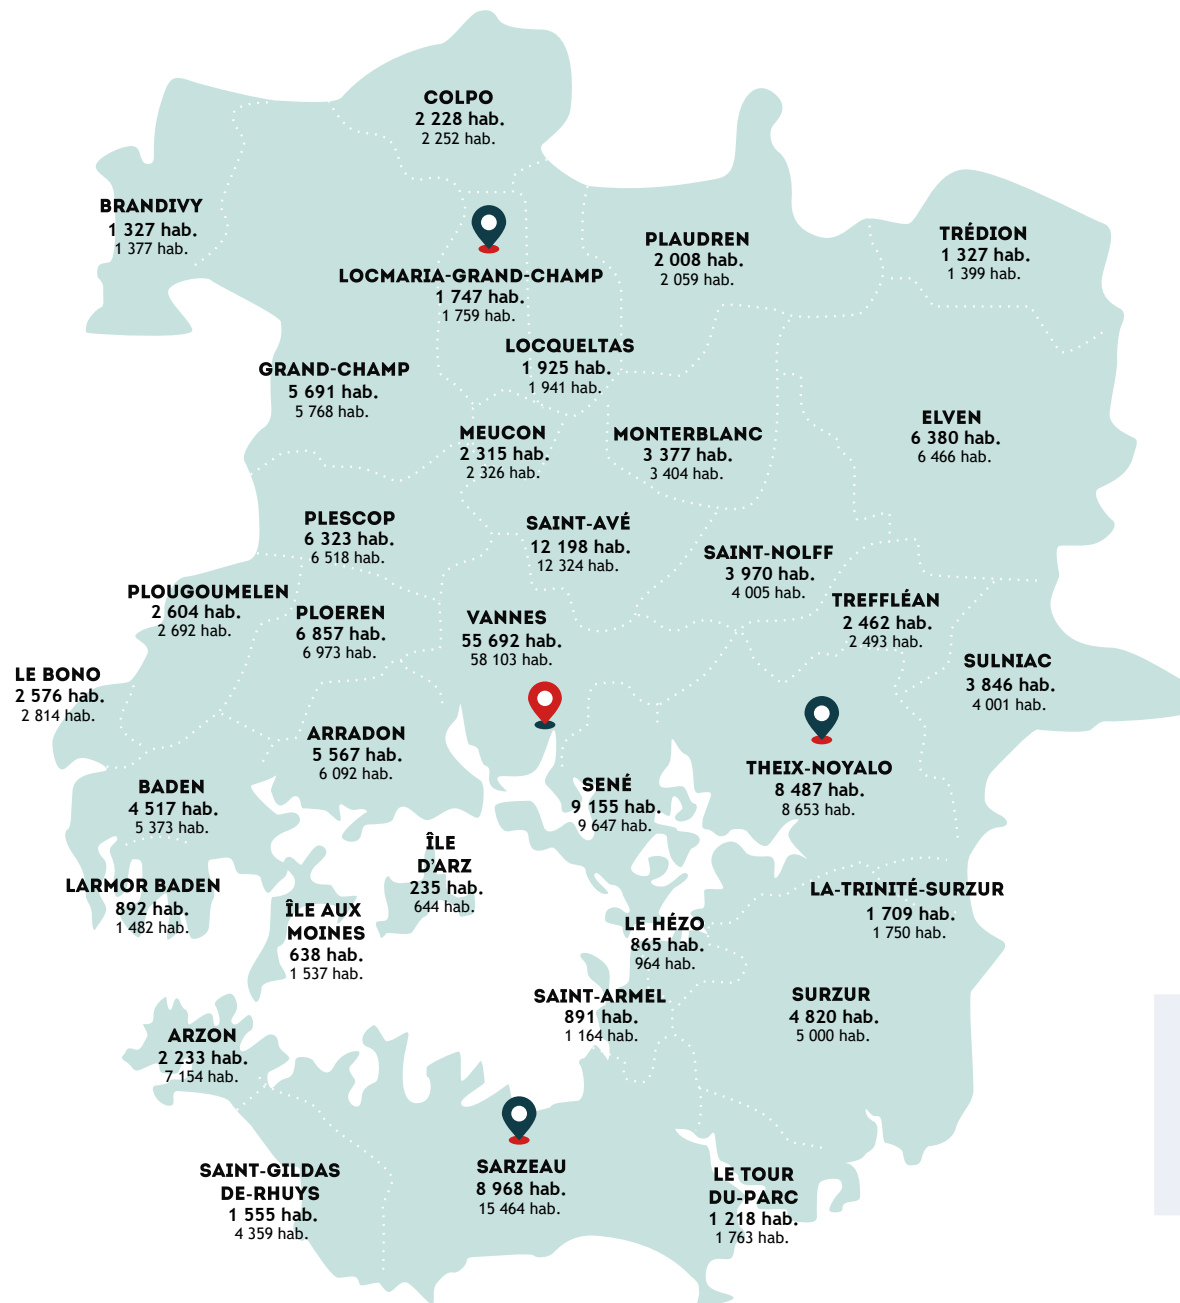 COLPO
2 228 hab.
2 252 hab.
BRANDIVY
1 327 hab.
1 377 hab.
PLAUDREN
2 008 hab.
2 059 hab.
TRÉDION
1 327 hab.
1 399 hab.
LOCMARIA-GRAND-CHAMP
1 747 hab.
1 759 hab.
LOCQUELTAS
1 925 hab.
1 941 hab.
GRAND-CHAMP
5 691 hab.
5 768 hab.
MEUCON
2 315 hab.
2 326 hab.
MONTERBLANC
3 377 hab.
3 404 hab.
ELVEN
6 380 hab.
6 466 hab.
PLESCOP
6 323 hab.
6 518 hab.
SAINT-AVÉ
12 198 hab.
12 324 hab.
SAINT-NOLFF
3 970 hab.
4 005 hab.
PLOUGOUMELEN
2 604 hab.
2 692 hab.
PLOEREN
6 857 hab.
6 973 hab.
VANNES
55 692 hab.
58 103 hab.
TREFFLÉAN
2 462 hab.
2 493 hab.
SULNIAC
3 846 hab.
4 001 hab.
LE BONO
2 576 hab.
2 814 hab.
ARRADON
5 567 hab.
6 092 hab.
BADEN
4 517 hab.
5 373 hab.
SENÉ
9 155 hab.
9 647 hab.
THEIX-NOYALO
8 487 hab.
8 653 hab.
ÎLE
D'ARZ
235 hab.
644 hab.
LARMOR BADEN
892 hab.
1 482 hab.
ÎLE AUX
MOINES
638 hab.
1 537 hab.
LE HÉZO
865 hab.
964 hab.
LA-TRINITÉ-SURZUR
1 709 hab.
1 750 hab.
SAINT-ARMEL
891 hab.
1 164 hab.
SURZUR
4 820 hab.
5 000 hab.
ARZON
2 233 hab.
7 154 hab.
SAINT-GILDAS
DE-RHUYS
1 555 hab.
4 359 hab.
SARZEAU
8 968 hab.
15 464 hab.
LE TOUR
DU-PARC
1 218 hab.
1 763 hab.